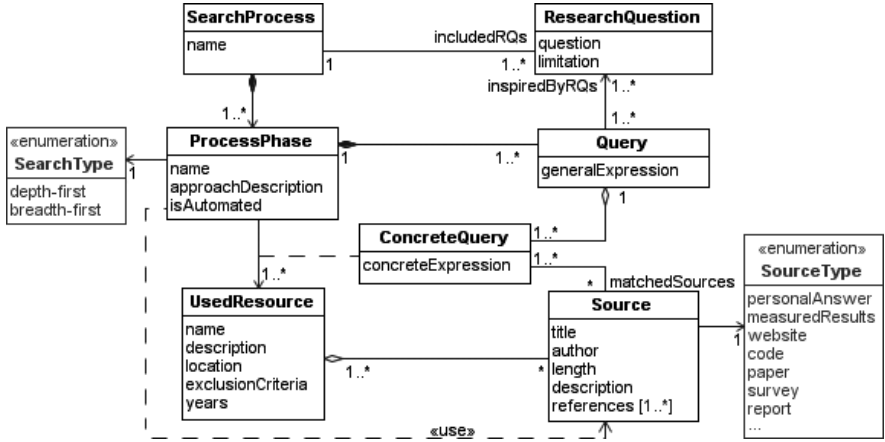 SearchProcess
name
includedRQs
1
1..*
ResearchQuestion
question
limitation
inspiredByRQs
1..*
1..*
1..*
«enumeration»
SearchType
depth-first
breadth-first
1
ProcessPhase
name
approachDescription
isAutomated
1
1..*
Query
generalExpression
1
ConcreteQuery
concreteExpression
1..*
1..*
1..*
matchedSources
*
«enumeration»
SourceType
personalAnswer
measuredResults
website
code
paper
survey
report
...
1
UsedResource
name
description
location
exclusionCriteria
years
1..*
*
Source
title
author
length
description
references [1..*]
«use»